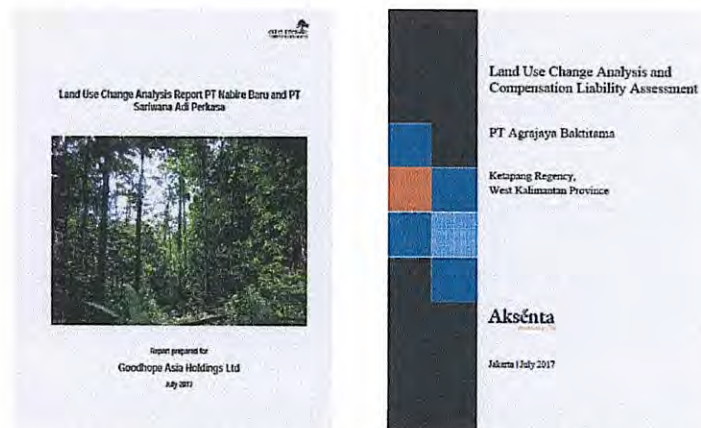 Land Use Change Analysis Report PT Nabire Baru and PT
Sariwana Adi Perkasa
Report prepared for
Goodhope Asia Holdings Ltd
July 2017
Land Use Change Analysis and
Compensation Liability Assessment
PT Agrajaya Baktitama
Ketapang Regency,
West Kalimantan Province
Aksenta
Jakarta | July 2017